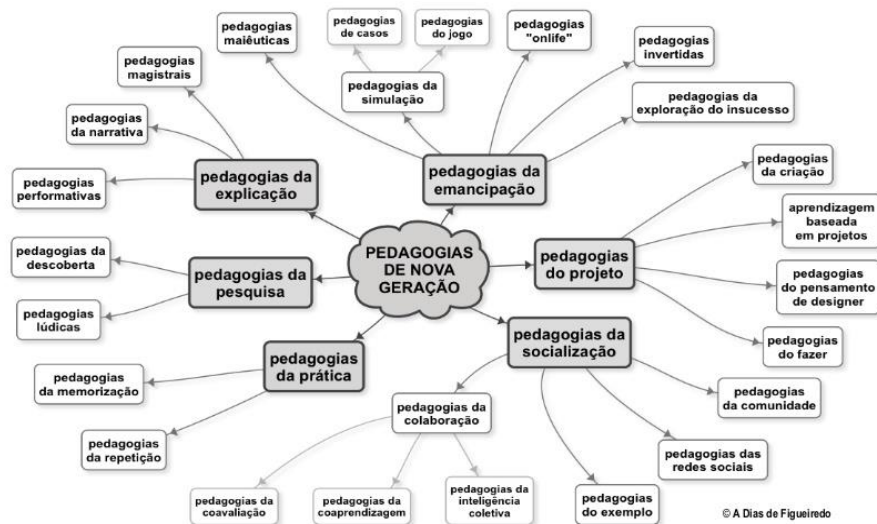 pedagogias
de casos
pedagogias
do jogo
pedagogias
maiêuticas
pedagogias
"onlife"
pedagogias
invertidas
pedagogias
magistrais
pedagogias da
simulação
pedagogias da
exploração do insucesso
pedagogias
da narrativa
pedagogias da
explicação
pedagogias da
emancipação
pedagogias
da criação
pedagogias
performativas
aprendizagem
baseada
em projetos
PEDAGOGIAS
DE NOVA
GERAÇÃO
pedagogias
do projeto
pedagogias da
descoberta
pedagogias da
pesquisa
pedagogias
do pensamento
de designer
pedagogias
lúdicas
pedagogias da
socialização
pedagogias
do fazer
pedagogias
da prática
pedagogias
da memorização
pedagogias
da comunidade
pedagogias da
colaboração
pedagogias
da repetição
pedagogias das
redes sociais
pedagogias da
coavaliação
pedagogias da
coaprendizagem
pedagogias da
inteligência
coletiva
pedagogias
do exemplo
© A Dias de Figueiredo